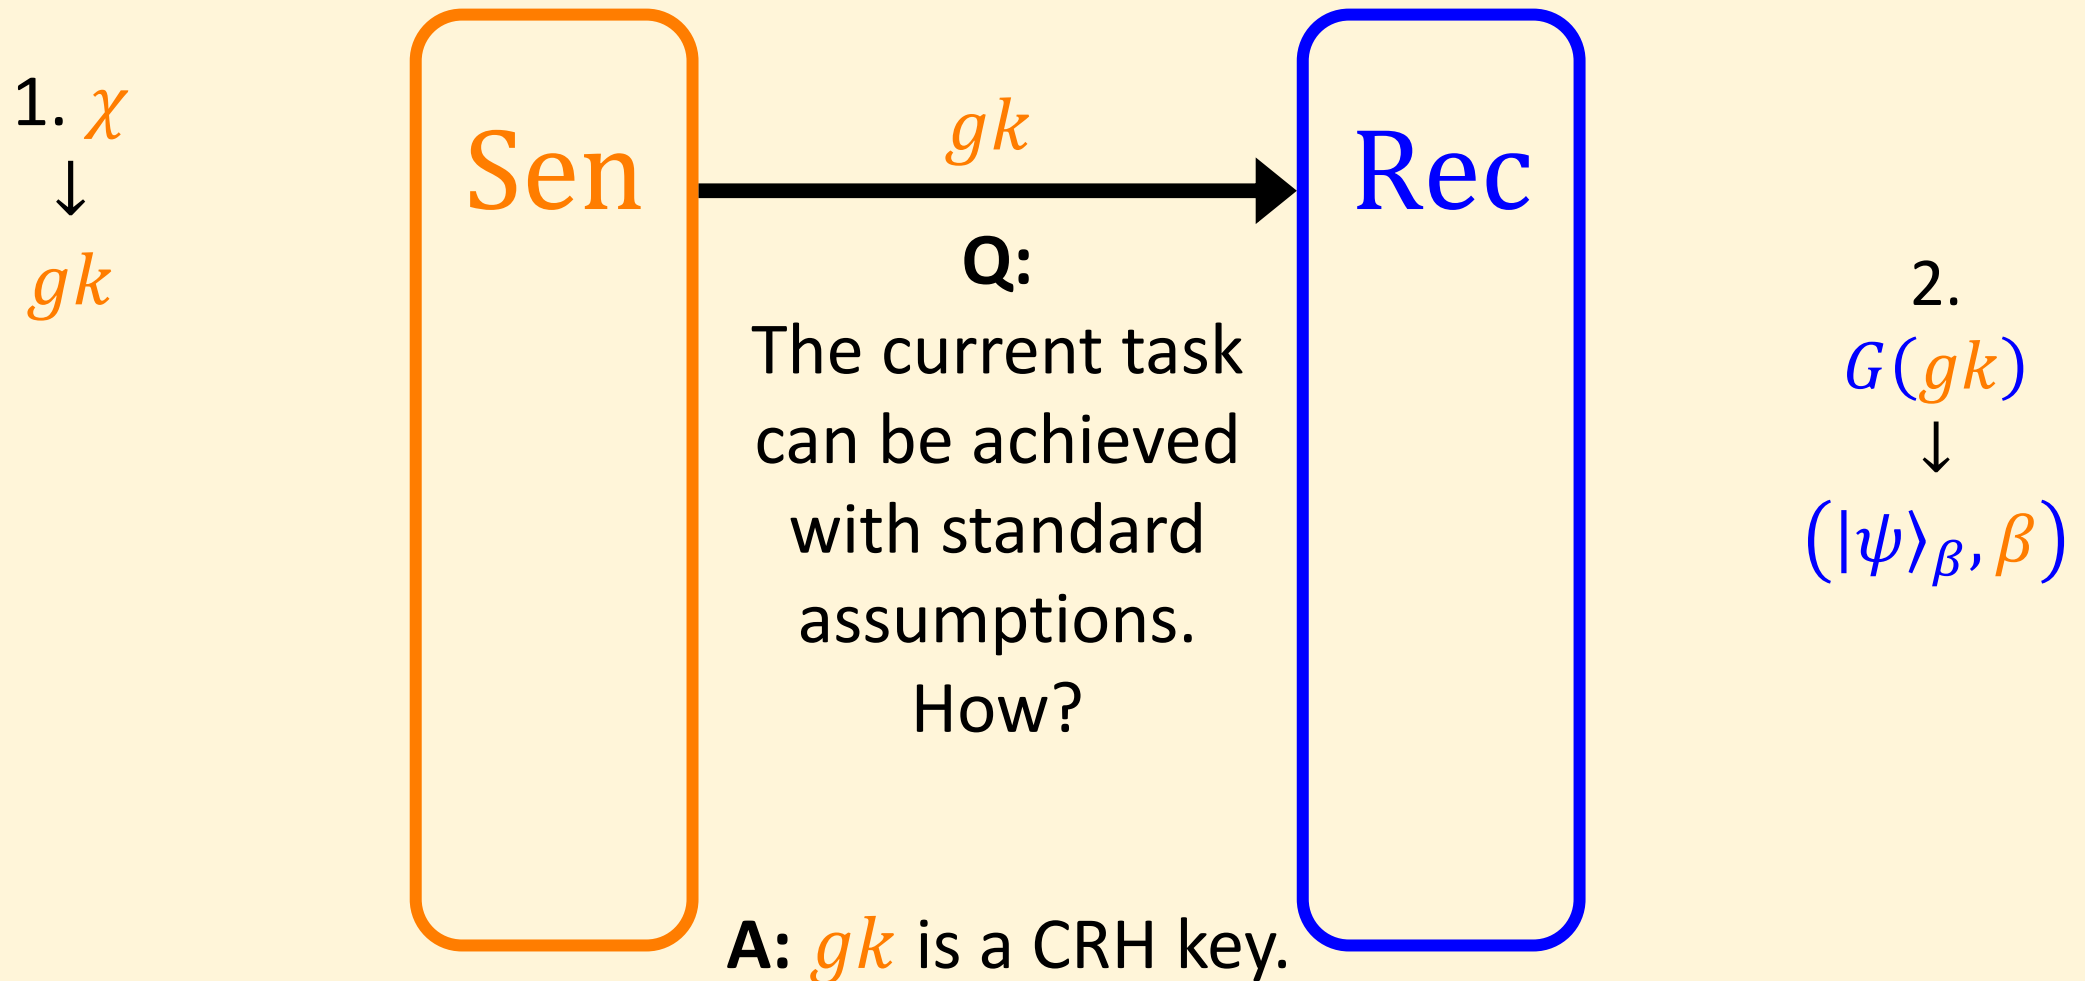 1. χ
↓
gk
Sen
gk
Rec
Q:
The current task
can be achieved
with standard
assumptions.
How?
2.
G(gk)
↓
(|ψ⟩β, β)
A: gk is a CRH key.